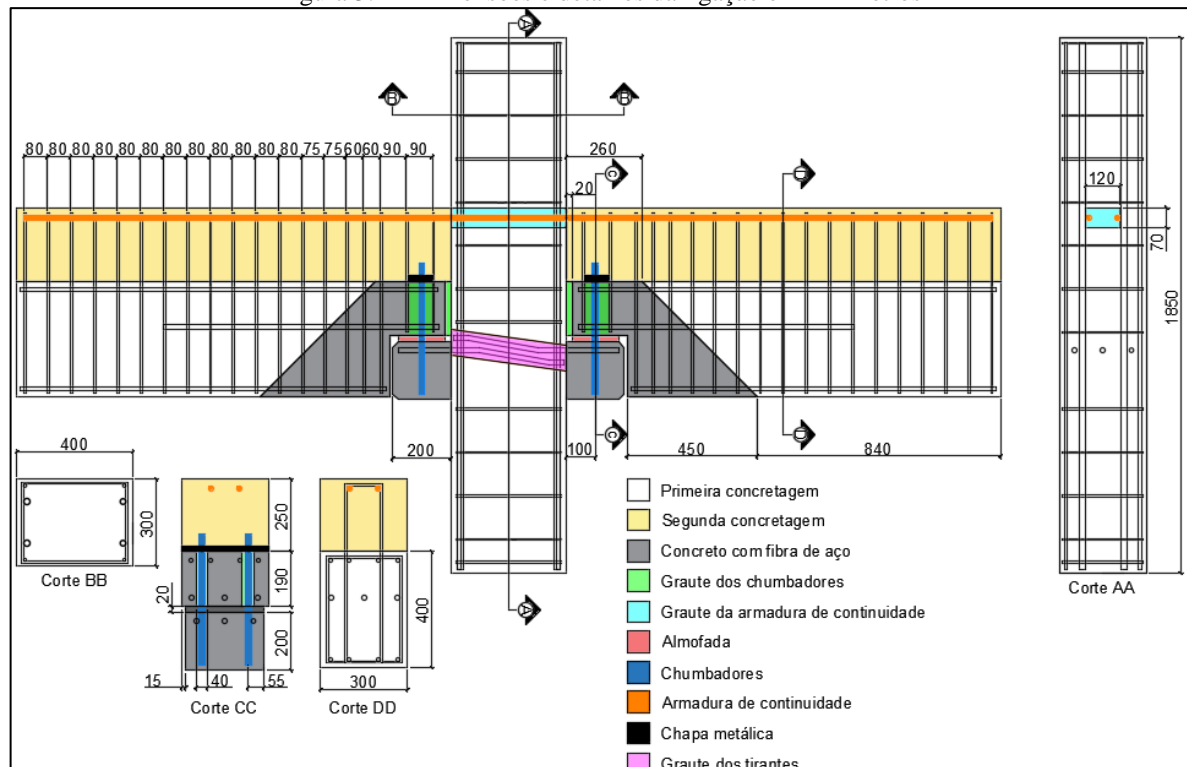 80 80 80 80 80 80 80 80 80 80 80 80 75 75 60 60 90 90
A
B B
260
20
C
D
120
70
1850
200
100
C
D
450
840
400
300
Corte BB
250
190
20
200
15
40
55
Corte CC
400
300
Corte DD
A
Corte AA
Primeira concretagem
Segunda concretagem
Concreto com fibra de aço
Graute dos chumbadores
Graute da armadura de continuidade
Almofada
Chumbadores
Armadura de continuidade
Chapa metálica
Graute dos tirantes